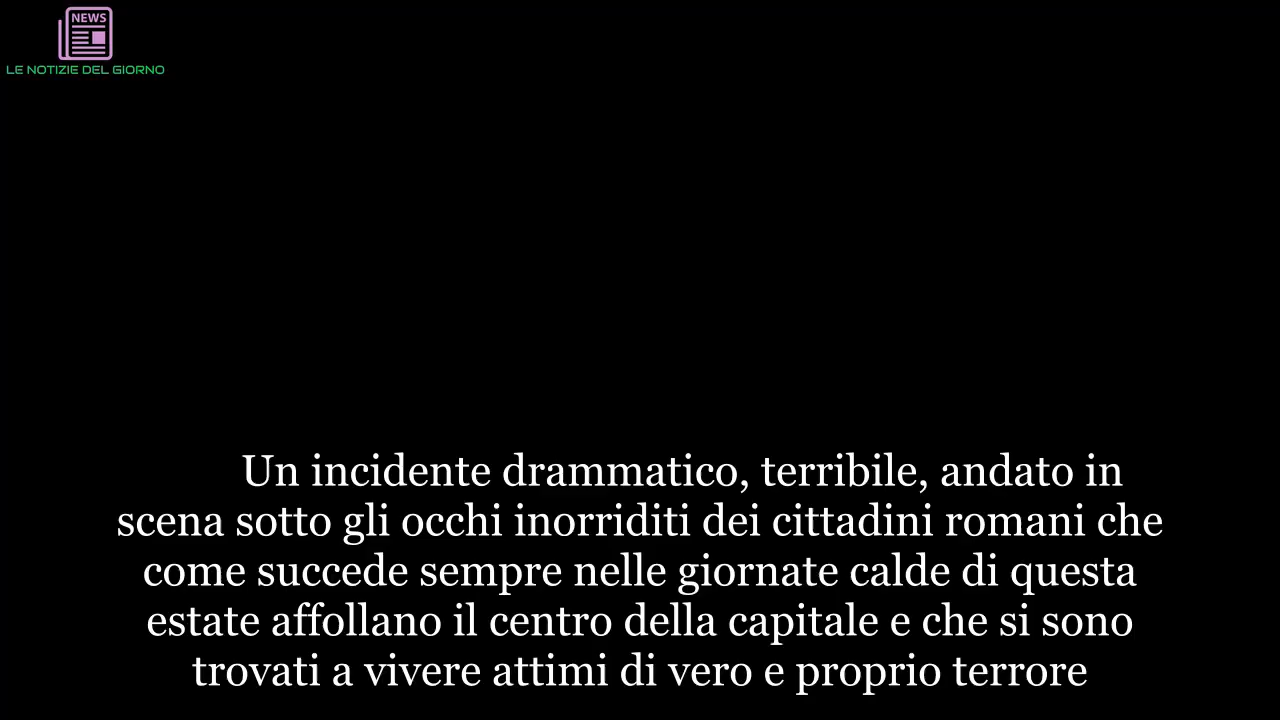 NEWS
LE NOTIZIE DEL GIORNO
Un incidente drammatico, terribile, andato in
scena sotto gli occhi inorriditi dei cittadini romani che
come succede sempre nelle giornate calde di questa
estate affollano il centro della capitale e che si sono
trovati a vivere attimi di vero e proprio terrore